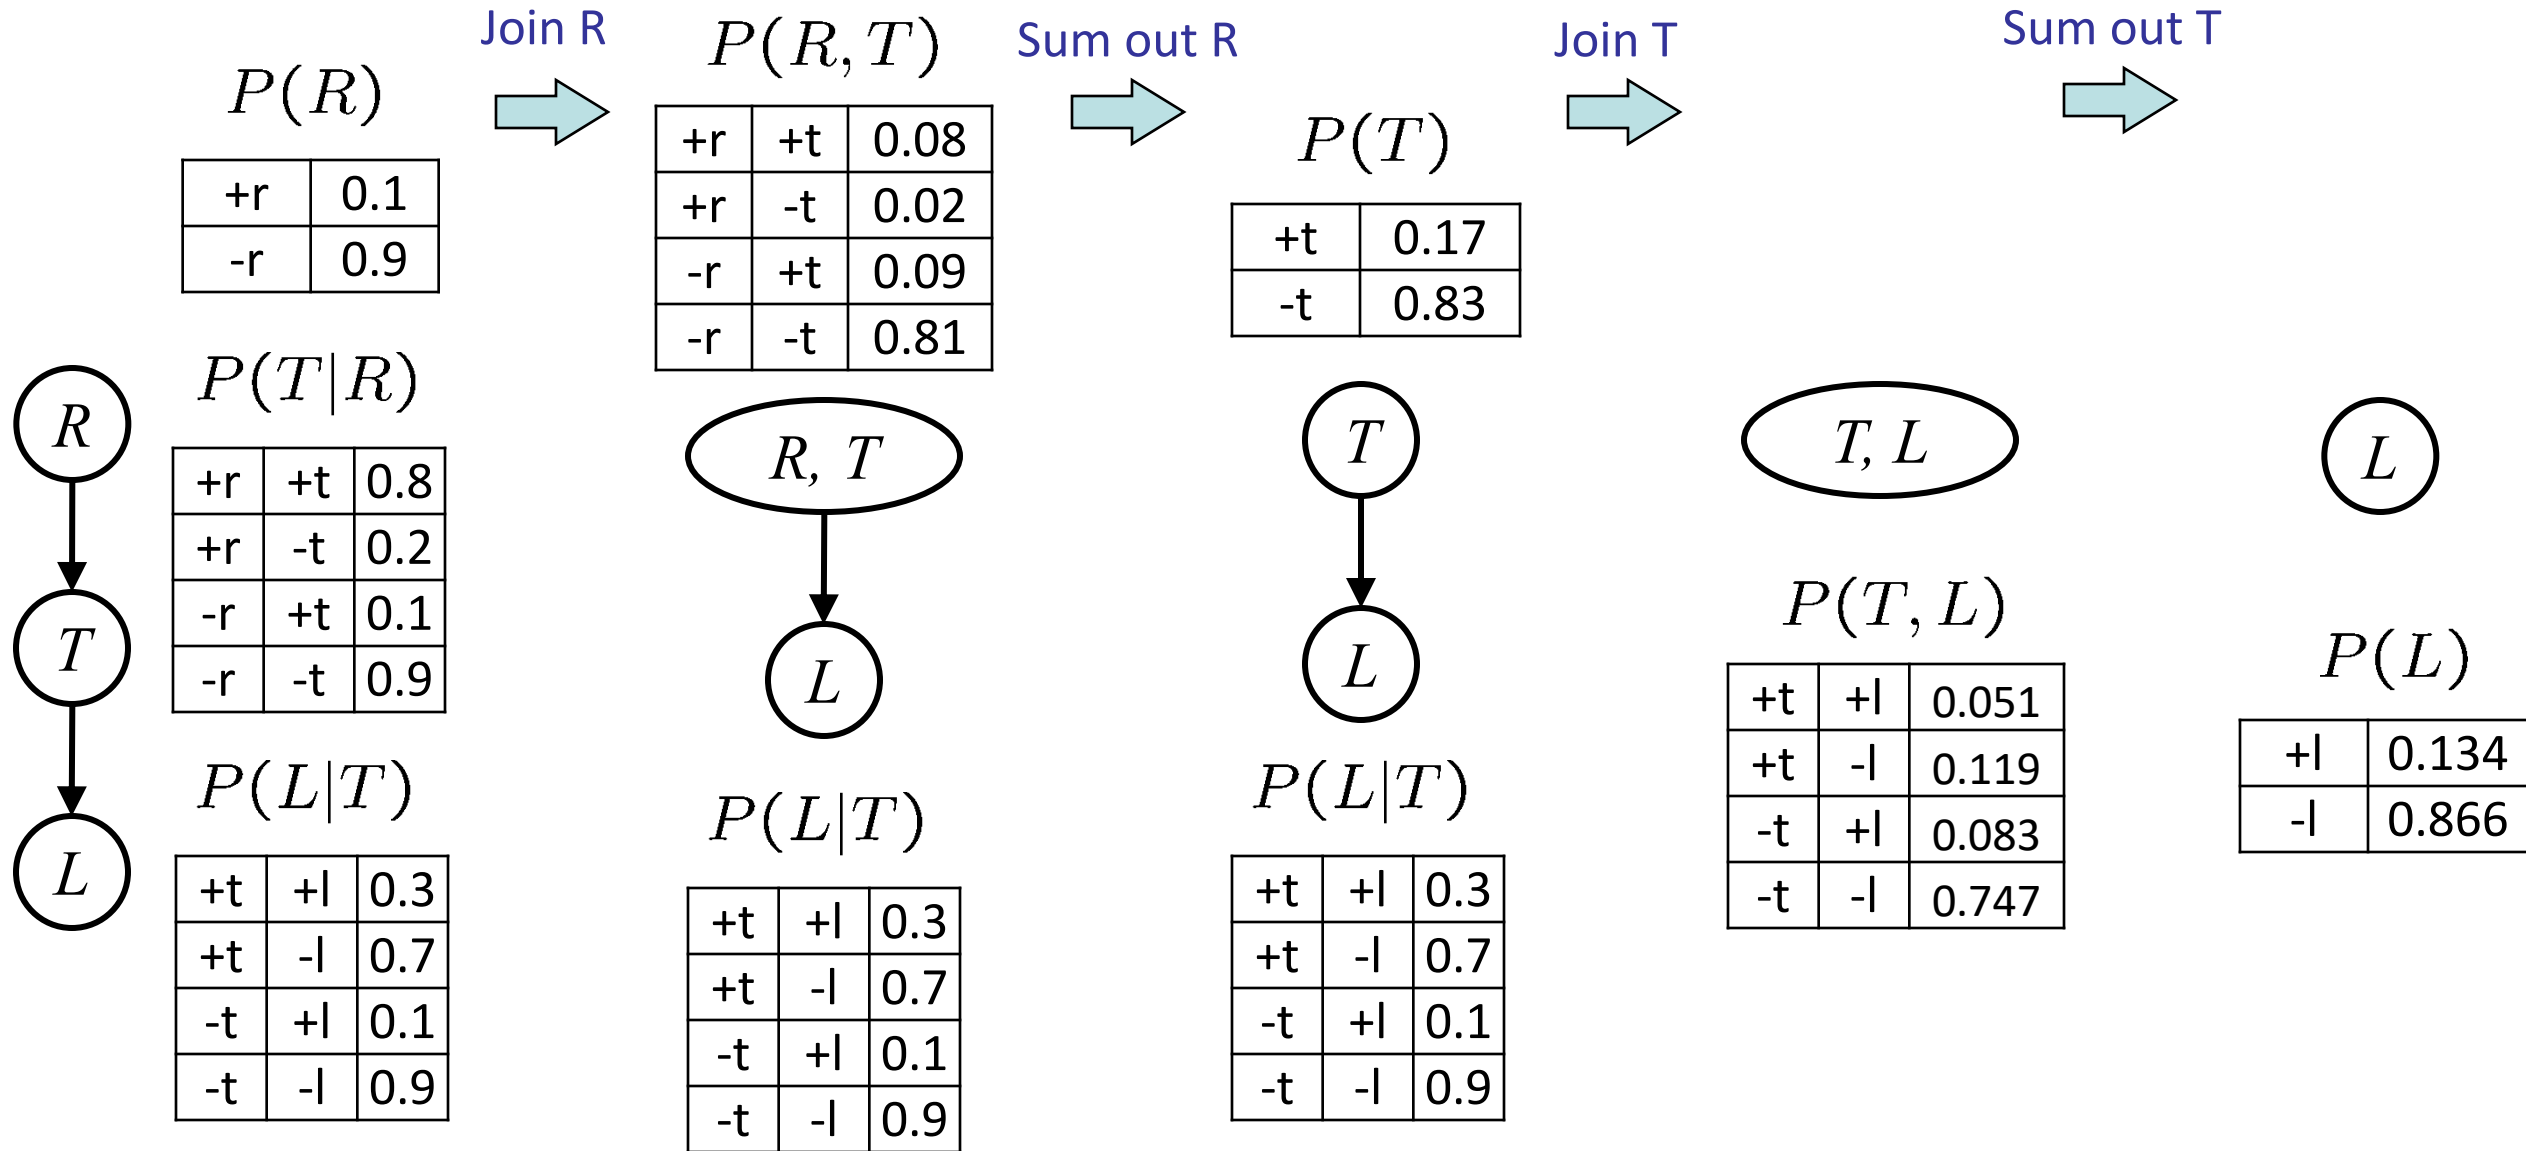 Join R
Sum out R
Join T
Sum out T
P(R)
+r 0.1
-r 0.9
P(T|R)
+r +t 0.8
+r -t 0.2
-r +t 0.1
-r -t 0.9
P(L|T)
+t +l 0.3
+t -l 0.7
-t +l 0.1
-t -l 0.9
R
T
L
P(R, T)
+r +t 0.08
+r -t 0.02
-r +t 0.09
-r -t 0.81
R, T
L
P(L|T)
+t +l 0.3
+t -l 0.7
-t +l 0.1
-t -l 0.9
P(T)
+t 0.17
-t 0.83
T
L
P(L|T)
+t +l 0.3
+t -l 0.7
-t +l 0.1
-t -l 0.9
T, L
P(T, L)
+t +l 0.051
+t -l 0.119
-t +l 0.083
-t -l 0.747
L
P(L)
+l 0.134
-l 0.866